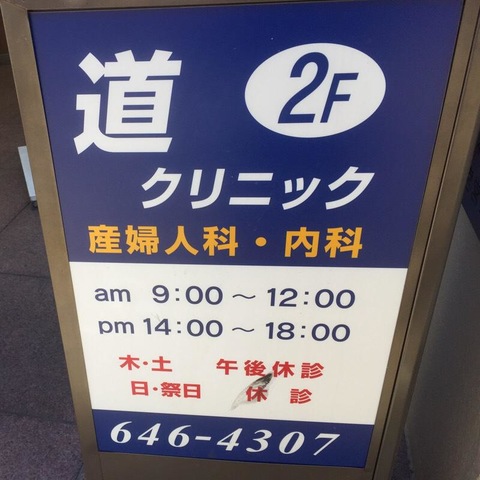 道 2F
クリニック
産婦人科・内科
am 9:00～12:00
pm 14:00～18:00
木・土 午後休診
日・祭日 休診
646-4307